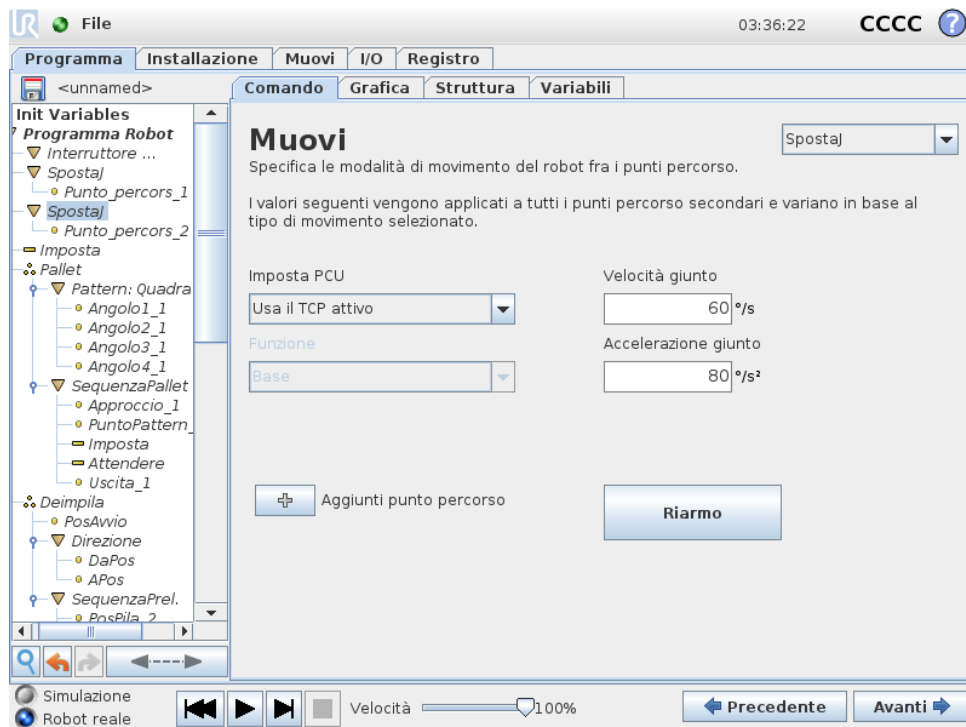 UR File 03:36:22 CCCC ?
Programma Installazione Muovi I/O Registro
<unnamed> Comando Grafica Struttura Variabili
Init Variables
Programma Robot
Interruttore ...
SpostaJ
Punto_percors_1
SpostaJ
Punto_percors_2
Imposta
Pallet
Pattern: Quadra
Angolo1_1
Angolo2_1
Angolo3_1
Angolo4_1
SequenzaPallet
Approccio_1
PuntoPattern_
Imposta
Attendere
Uscita_1
Deimpila
PosAvvio
Direzione
DaPos
APos
SequenzaPrel.
PosPila_2
Muovi
SpostaJ
Specifica le modalità di movimento del robot fra i punti percorso.
I valori seguenti vengono applicati a tutti i punti percorso secondari e variano in base al
tipo di movimento selezionato.
Imposta PCU
Usa il TCP attivo
Funzione
Base
Velocità giunto
60 °/s
Accelerazione giunto
80 °/s²
Aggiunti punto percorso
Riarmo
Simulazione
Robot reale
Velocità 100%
Precedente Avanti